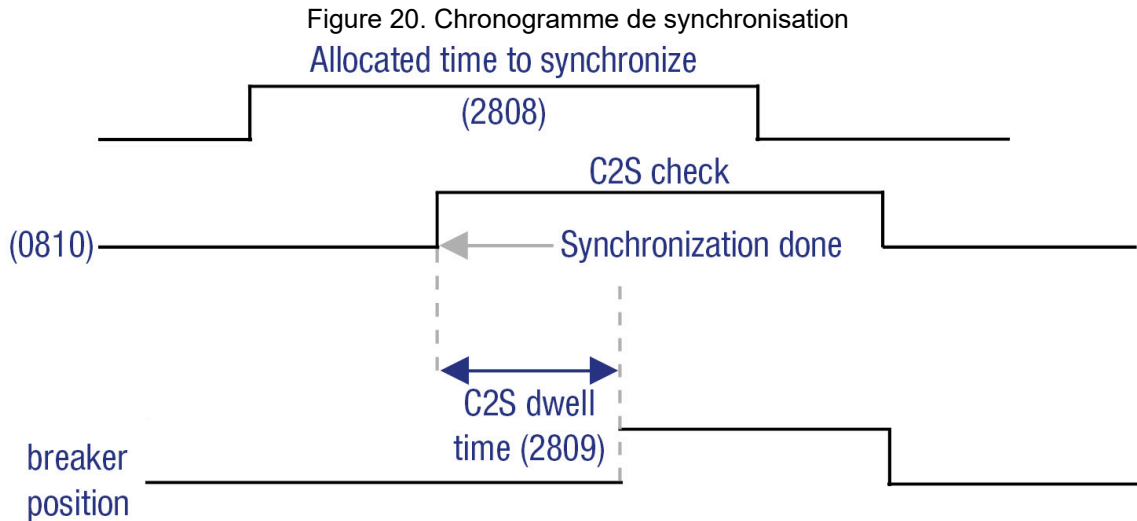 Figure 20. Chronogramme de synchronisation
Allocated time to synchronize
(2808)
C2S check
(0810)
Synchronization done
C2S dwell
time (2809)
breaker
position